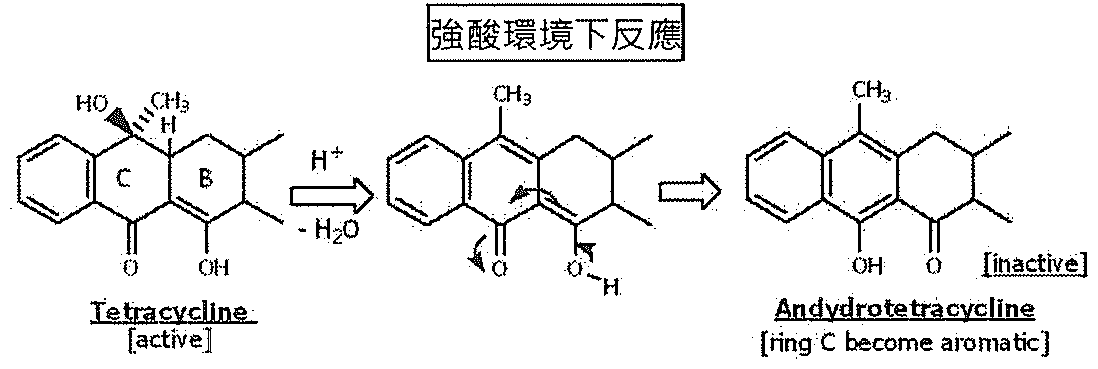 強酸環境下反應
HO
CH3
H
C
B
O
OH
H+
- H2O
Tetracycline
[active]
CH3
O
O
H
CH3
OH
O
[inactive]
Andydrotetracycline
[ring C become aromatic]